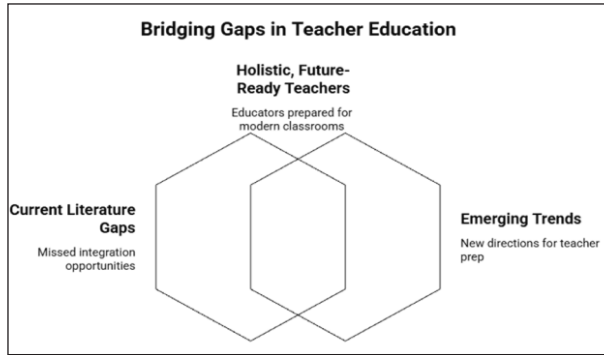 Bridging Gaps in Teacher Education
Holistic, Future-
Ready Teachers
Educators prepared for
modern classrooms
Current Literature
Gaps
Missed integration
opportunities
Emerging Trends
New directions for teacher
prep